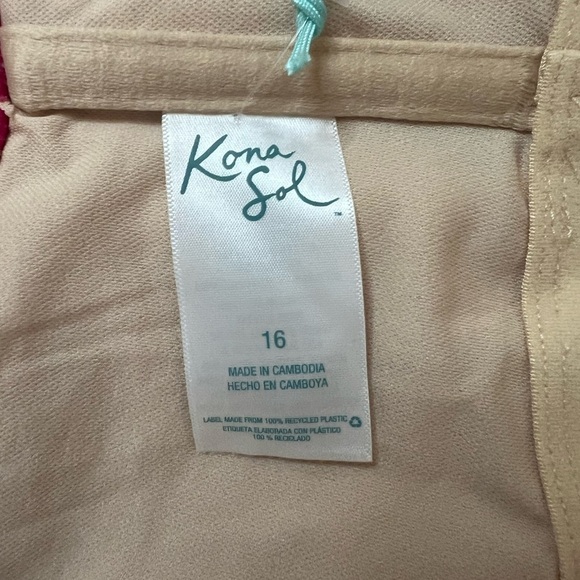 Kona
Sol ™
16
MADE IN CAMBODIA
HECHO EN CAMBOYA
LABEL MADE FROM 100% RECYCLED PLASTIC
ETIQUETA ELABORADA CON PLÁSTICO
100 % RECICLADO